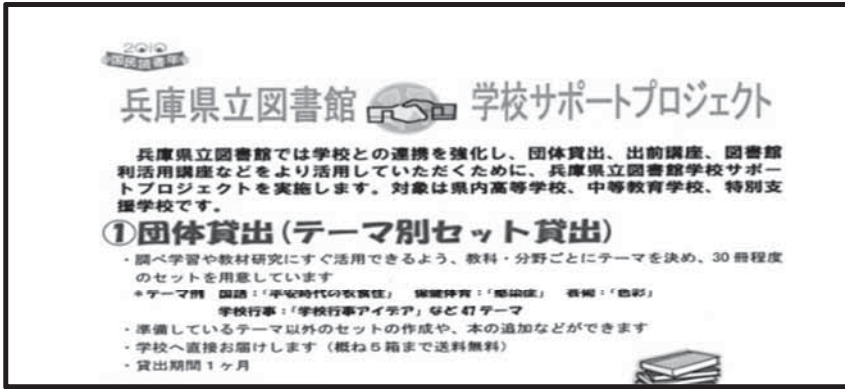 2010
国民読書年
兵庫県立図書館 学校サポートプロジェクト
兵庫県立図書館では学校との連携を強化し、団体貸出、出前講座、図書館
利活用講座などをより活用していただくために、兵庫県立図書館学校サポー
トプロジェクトを実施します。対象は県内高等学校、中等教育学校、特別支
援学校です。
①団体貸出(テーマ別セット貸出)
・調べ学習や教材研究にすぐ活用できるよう、教科・分野ごとにテーマを決め、30冊程度
のセットを用意しています
*テーマ例 国語:「平安時代の衣食住」 保健体育:「感染症」 芸術:「色彩」
学校行事:「学校行事アイデア」など47テーマ
・準備しているテーマ以外のセットの作成や、本の追加などができます
・学校へ直接お届けします(概ね5箱まで送料無料)
・貸出期間1ヶ月